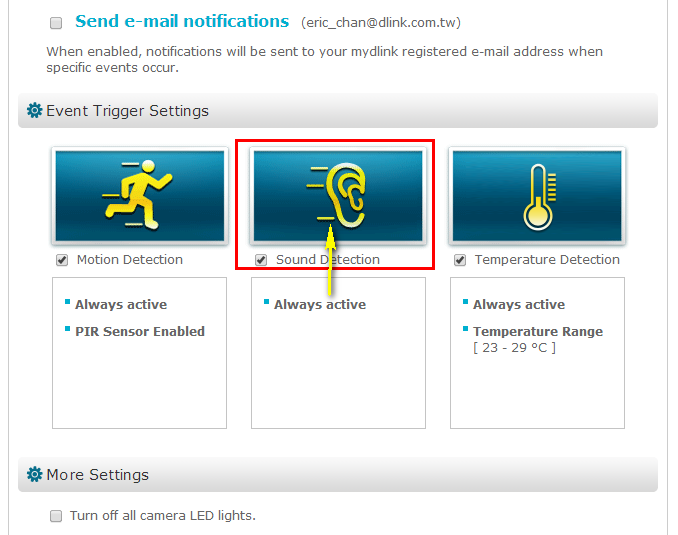 Send e-mail notifications (eric_chan@dlink.com.tw)
When enabled, notifications will be sent to your mydlink registered e-mail address when
specific events occur.
Event Trigger Settings
Motion Detection
Sound Detection
Temperature Detection
Always active
PIR Sensor Enabled
Always active
Always active
Temperature Range
[ 23 - 29 °C ]
More Settings
Turn off all camera LED lights.